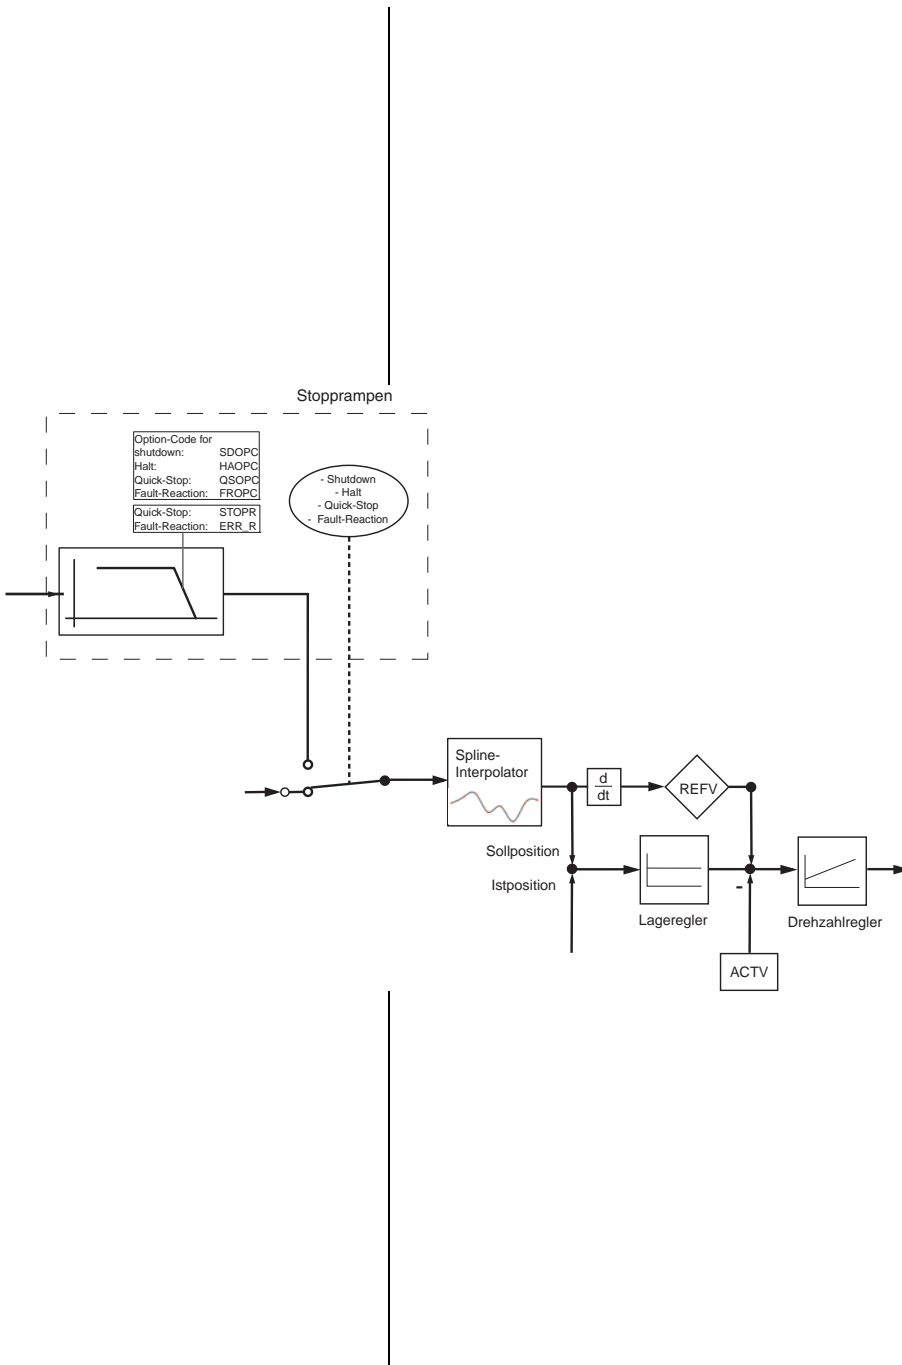 Stopprampen
Option-Code for
shutdown: SDOPC
Halt: HAOPC
Quick-Stop: QSOPC
Fault-Reaction: FROPC
Quick-Stop: STOPR
Fault-Reaction: ERR_R
- Shutdown
- Halt
- Quick-Stop
- Fault-Reaction
Spline-
Interpolator
d
dt
REFV
Sollposition
Istposition
Lageregler
-
Drehzahlregler
ACTV